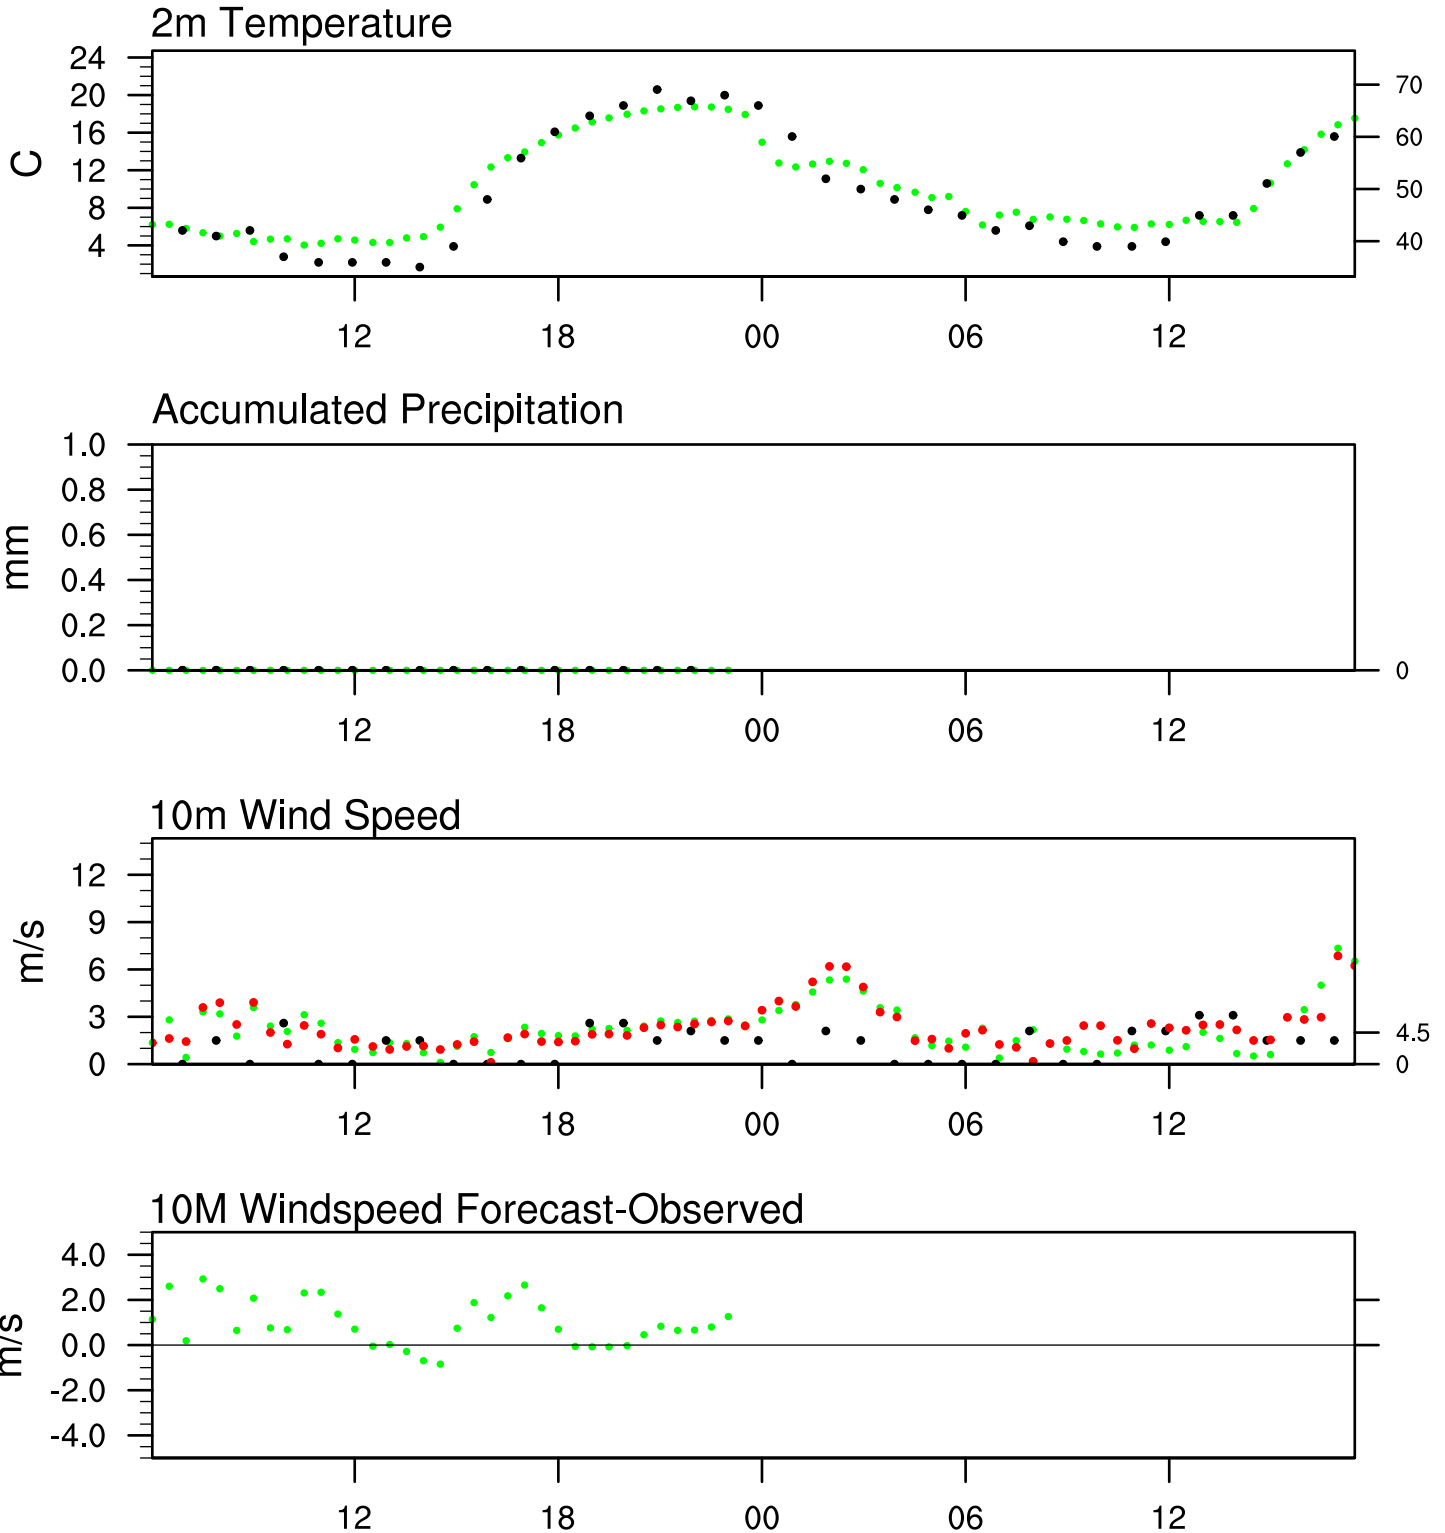 2m Temperature
24
20
16
12
8
4
C
70
60
50
40
12 18 00 06 12
Accumulated Precipitation
1.0
0.8
0.6
0.4
0.2
0.0
mm
0
12 18 00 06 12
10m Wind Speed
12
9
6
3
0
m/s
4.5
0
12 18 00 06 12
10M Windspeed Forecast-Observed
4.0
2.0
0.0
-2.0
-4.0
m/s
12 18 00 06 12